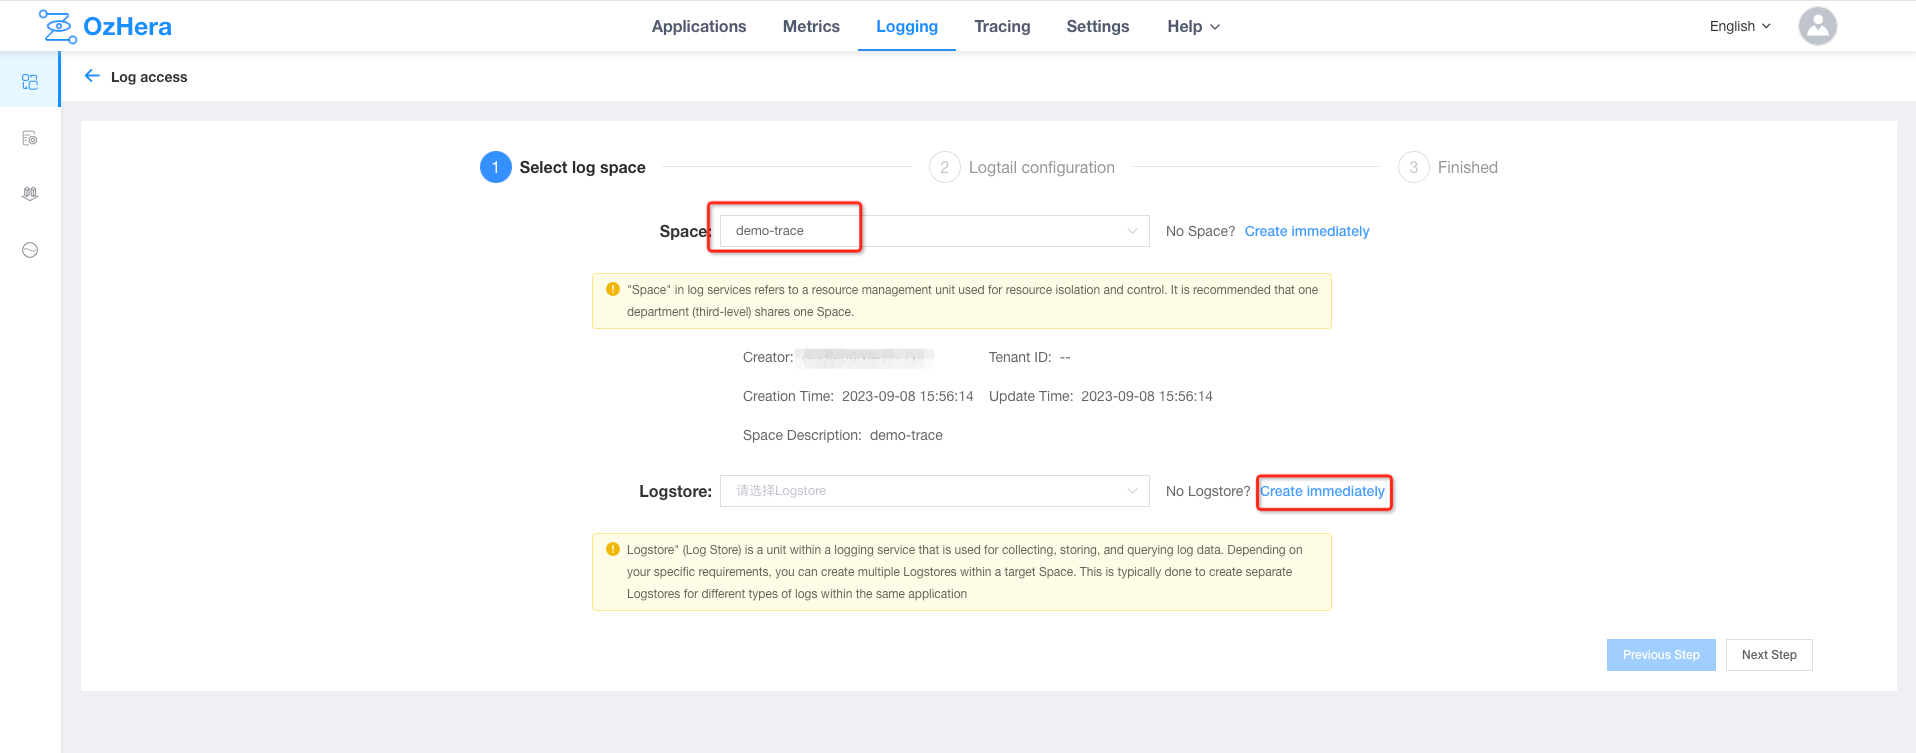 OzHera
Applications Metrics Logging Tracing Settings Help English
Log access
1 Select log space 2 Logtail configuration 3 Finished
Space: demo-trace No Space? Create immediately
"Space" in log services refers to a resource management unit used for resource isolation and control. It is recommended that one
department (third-level) shares one Space.
Creator: Tenant ID: --
Creation Time: 2023-09-08 15:56:14 Update Time: 2023-09-08 15:56:14
Space Description: demo-trace
Logstore: 请选择Logstore No Logstore? Create immediately
Logstore" (Log Store) is a unit within a logging service that is used for collecting, storing, and querying log data. Depending on
your specific requirements, you can create multiple Logstores within a target Space. This is typically done to create separate
Logstores for different types of logs within the same application
Previous Step Next Step